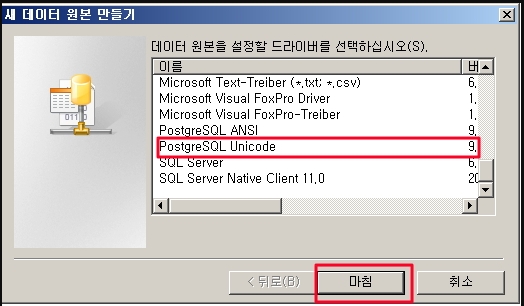 새 데이터 원본 만들기
데이터 원본을 설정할 드라이버를 선택하십시오(S).
이름 버
Microsoft Text-Treiber (*.txt; *.csv) 6.
Microsoft Visual FoxPro Driver 1.
Microsoft Visual FoxPro-Treiber 1.
PostgreSQL ANSI 9.
PostgreSQL Unicode 9.
SQL Server 6.
SQL Server Native Client 11.0 20
< 뒤로(B) 마침 취소